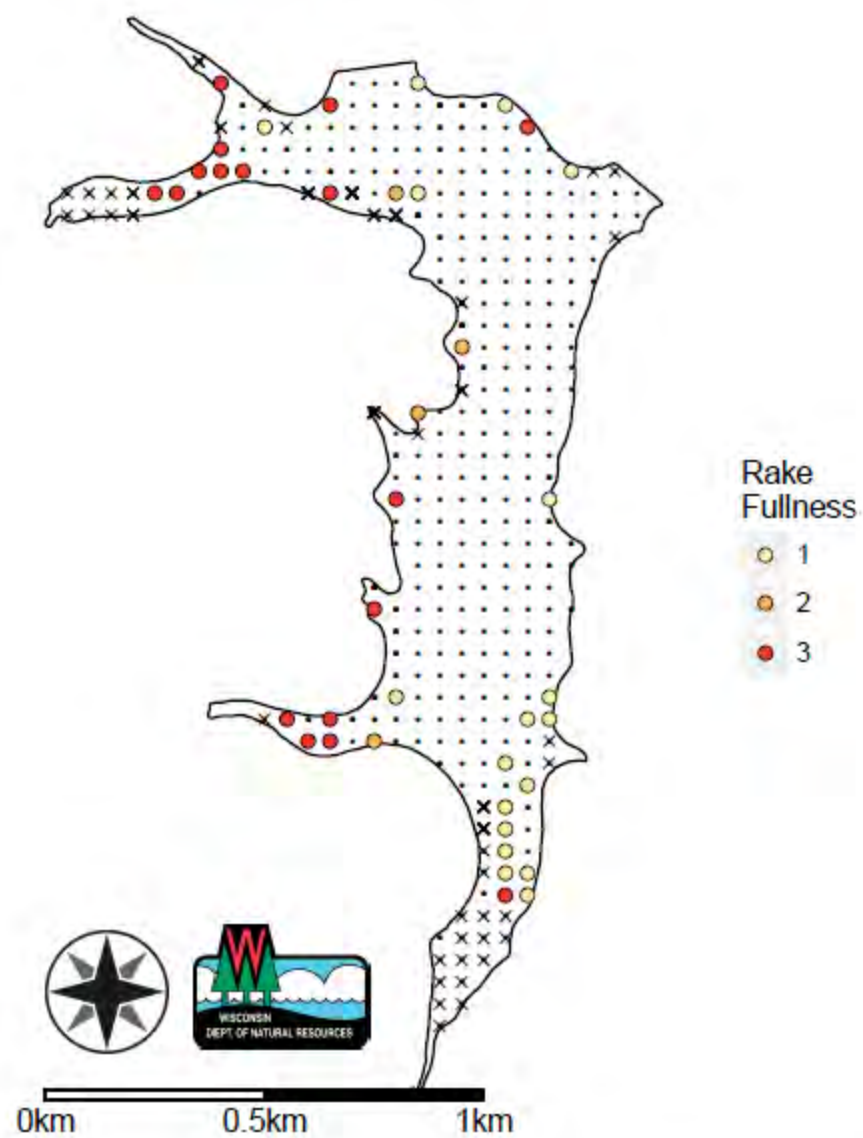 Rake
Fullness
1
2
3
W
WISCONSIN
DEPT. OF NATURAL RESOURCES
0km 0.5km 1km